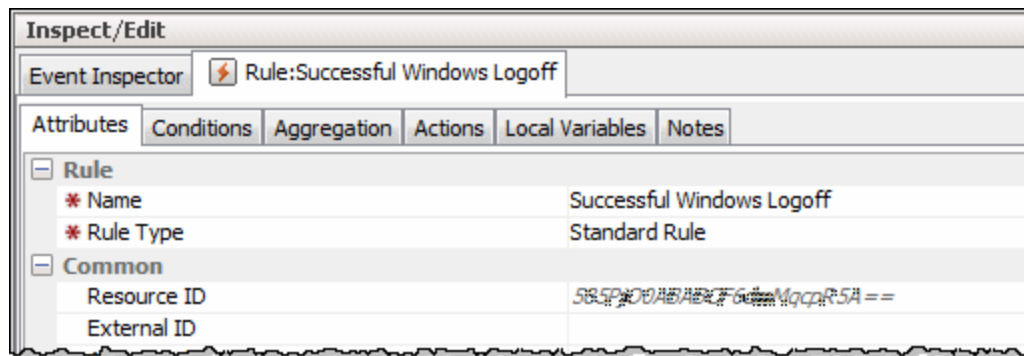 Inspect/Edit
Event Inspector Rule:Successful Windows Logoff
Attributes Conditions Aggregation Actions Local Variables Notes
Rule
* Name Successful Windows Logoff
* Rule Type Standard Rule
Common
Resource ID
External ID